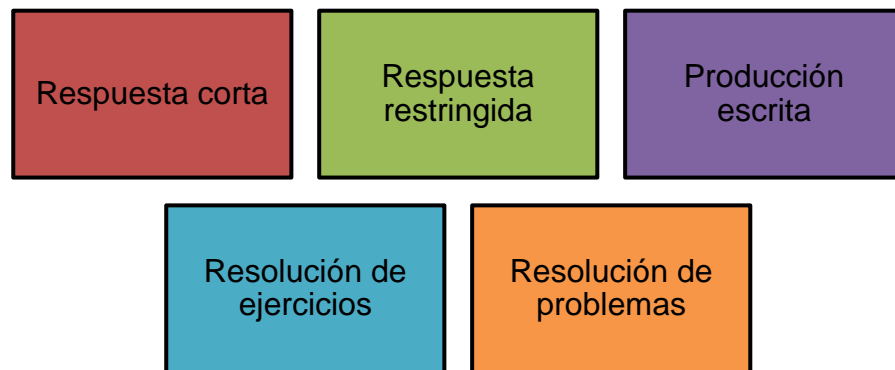 Respuesta corta
Respuesta
restringida
Producción
escrita
Resolución de
ejercicios
Resolución de
problemas